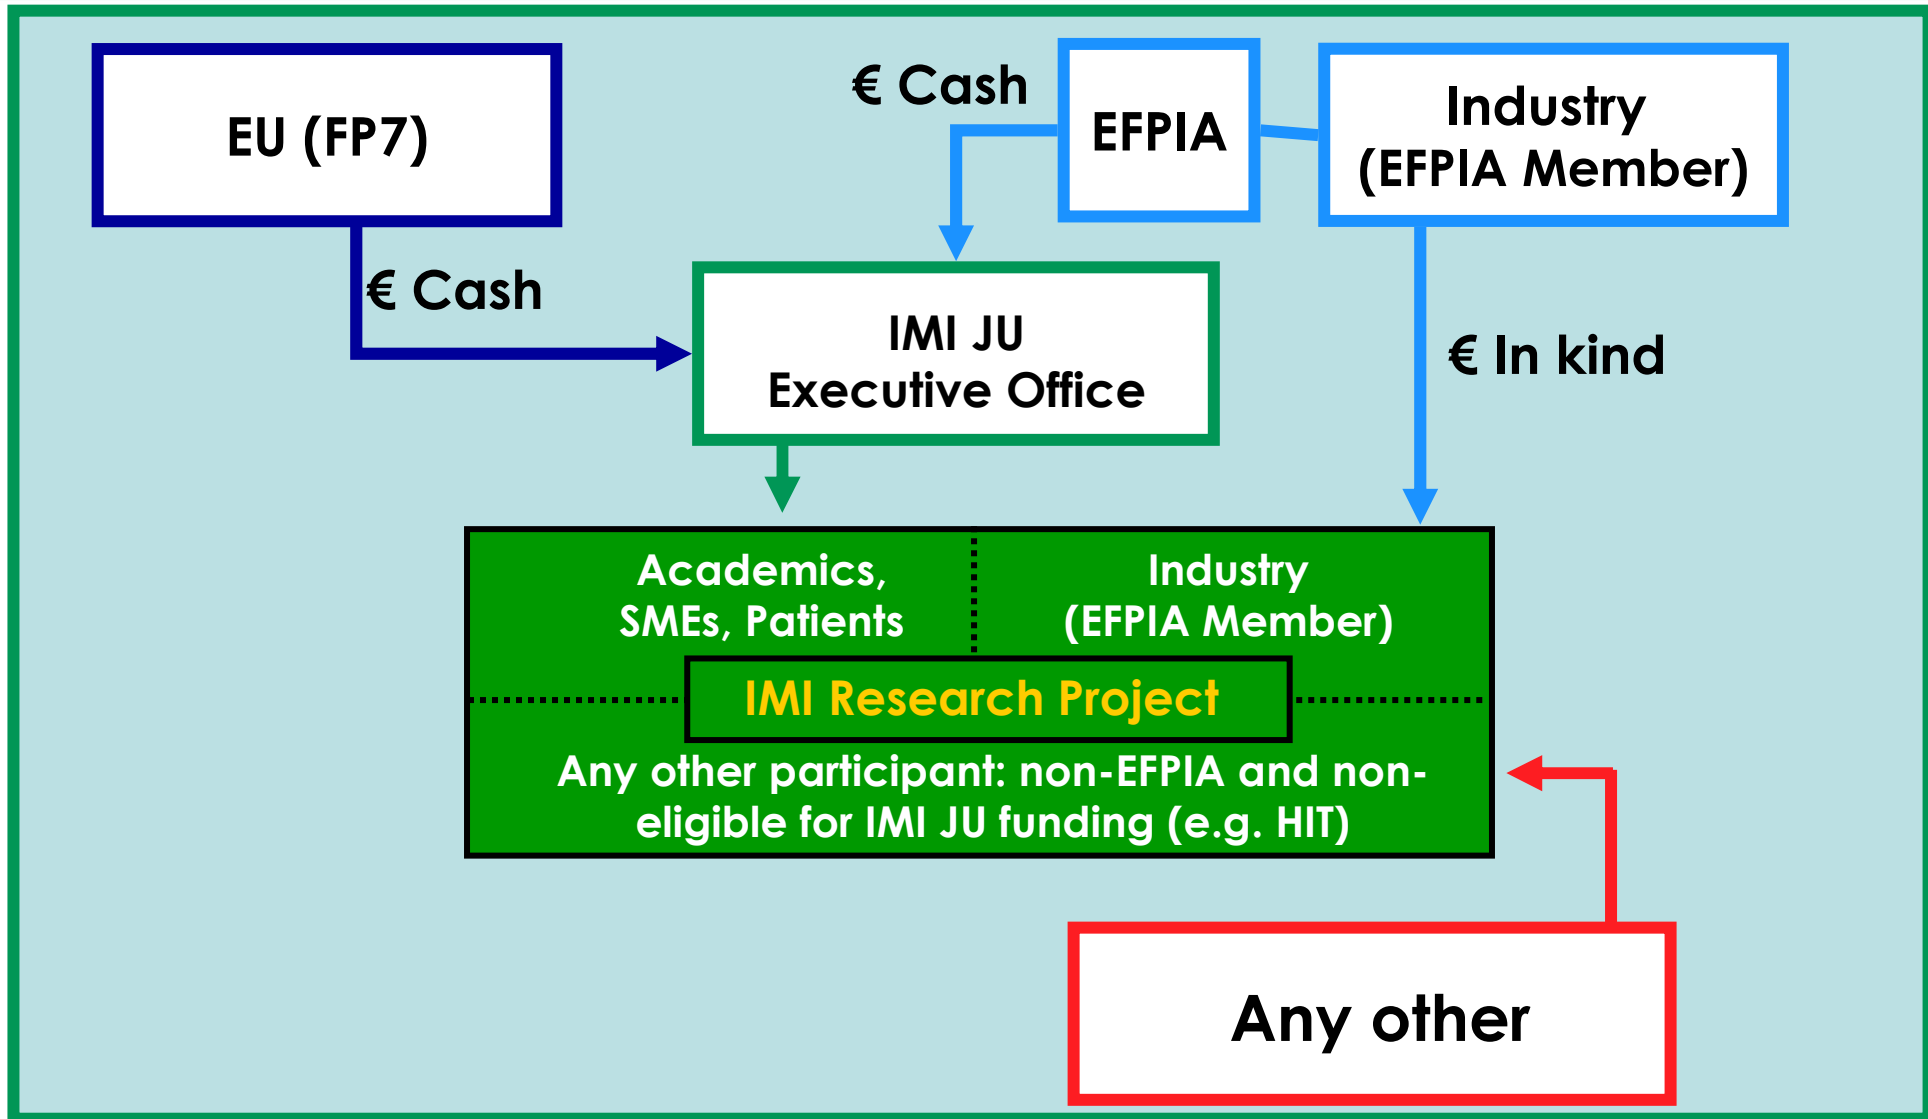 EU (FP7)
€ Cash
EFPIA
Industry
(EFPIA Member)
€ Cash
IMI JU
Executive Office
€ In kind
Academics,
SMEs, Patients
Industry
(EFPIA Member)
IMI Research Project
Any other participant: non-EFPIA and non-
eligible for IMI JU funding (e.g. HIT)
Any other